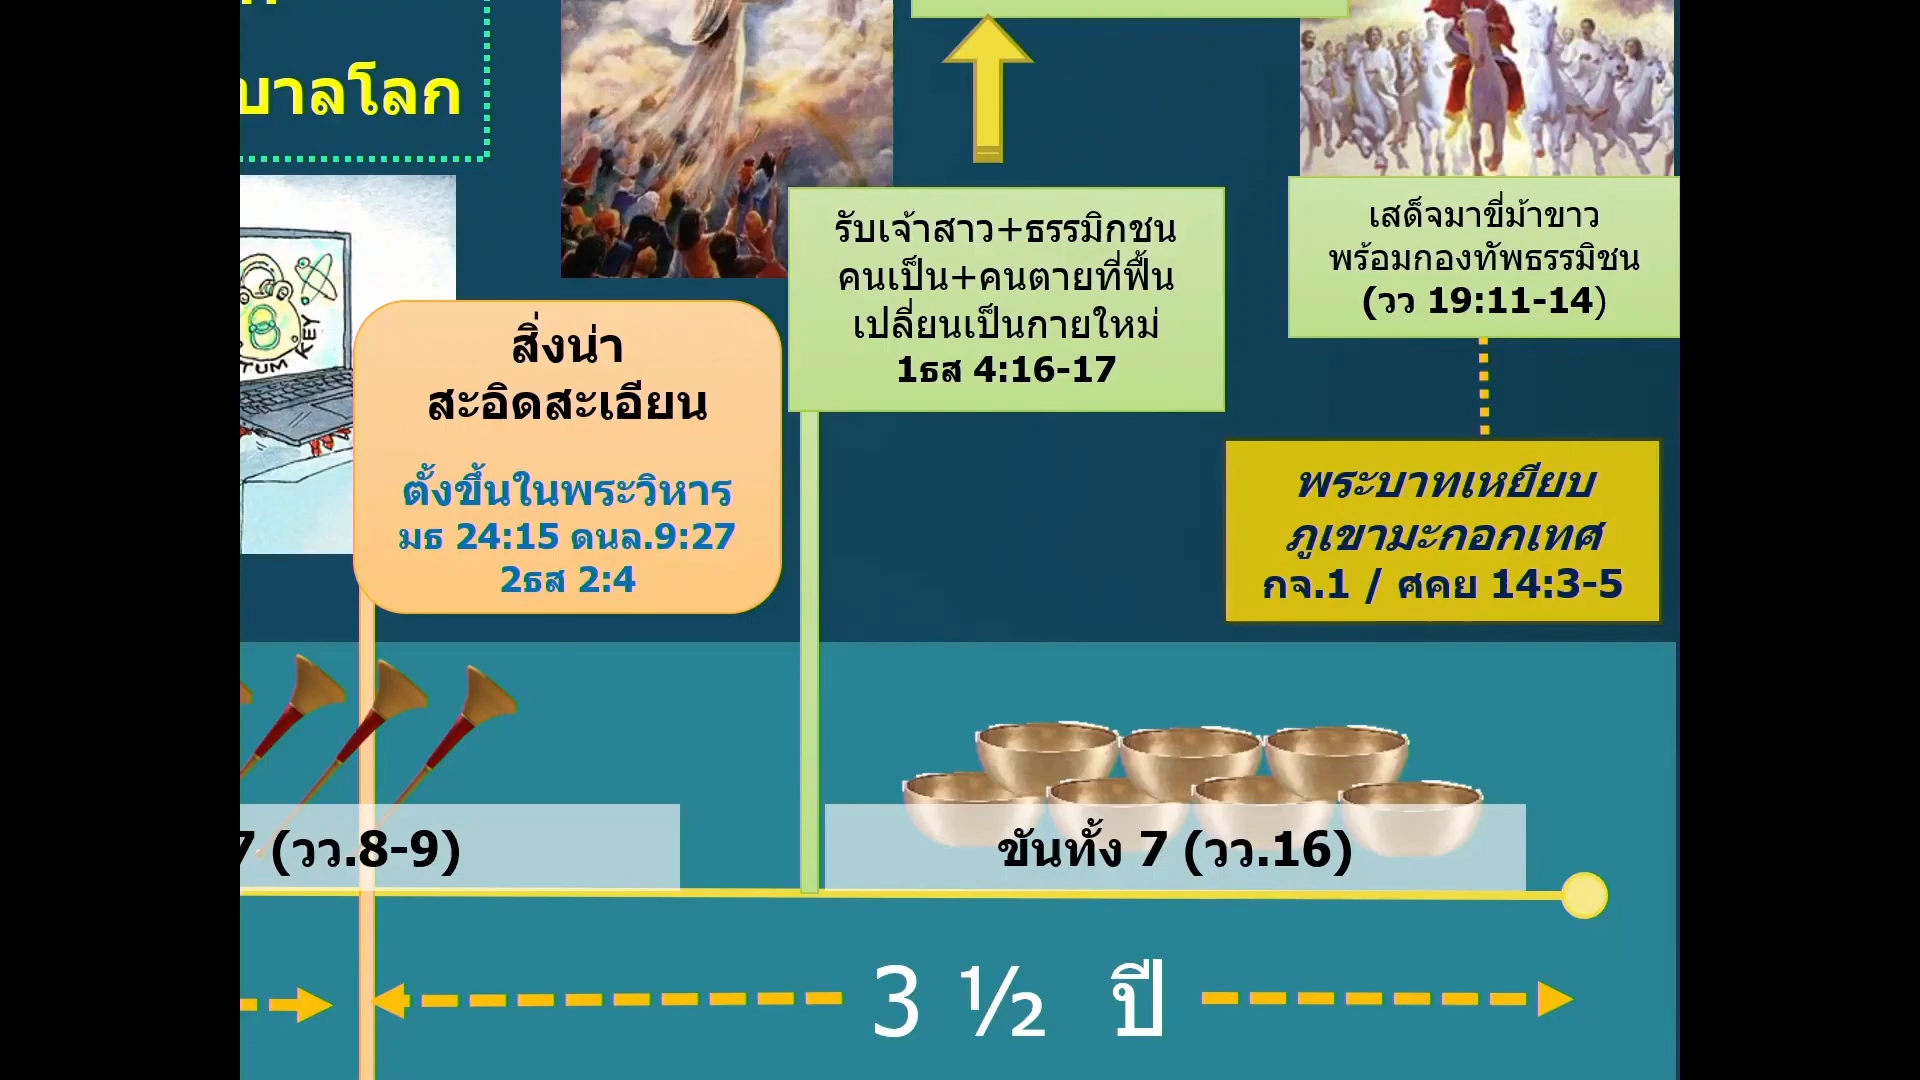 บาลโลก
รับเจ้าสาว+ธรรมิกชน
คนเป็น+คนตายที่ฟื้น
เปลี่ยนเป็นกายใหม่
1ธส 4:16-17
เสด็จมาขี่ม้าขาว
พร้อมกองทัพธรรมิชน
(วว 19:11-14)
สิ่งน่า
สะอิดสะเอียน
ตั้งขึ้นในพระวิหาร
มธ 24:15 ดนล.9:27
2ธส 2:4
พระบาทเหยียบ
ภูเขามะกอกเทศ
กจ.1 / ศคย 14:3-5
TUM KEY
7 (วว.8-9)
ขันทั้ง 7 (วว.16)
3 ½ ปี